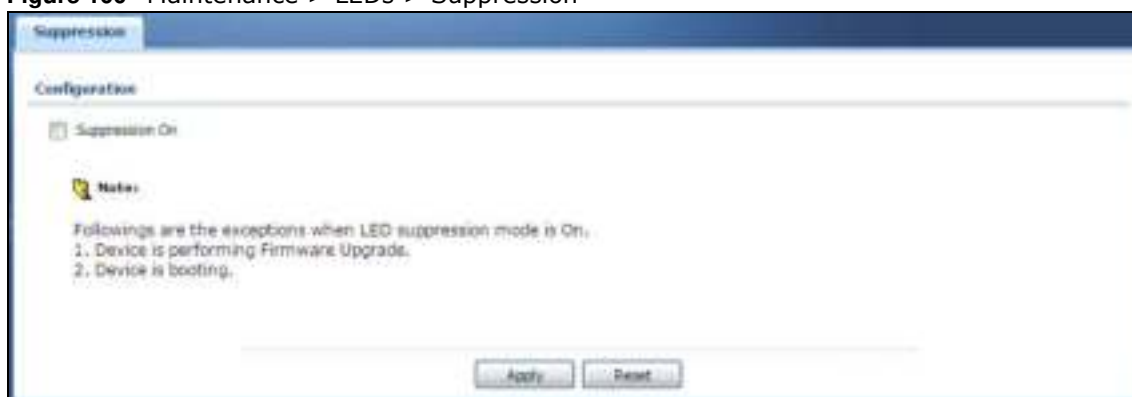 Figure 160 Maintenance > LEDs > Suppression
Suppression
Configuration
Suppression On
Note:
Followings are the exceptions when LED suppression mode is On.
1. Device is performing Firmware Upgrade.
2. Device is booting.
Apply Reset